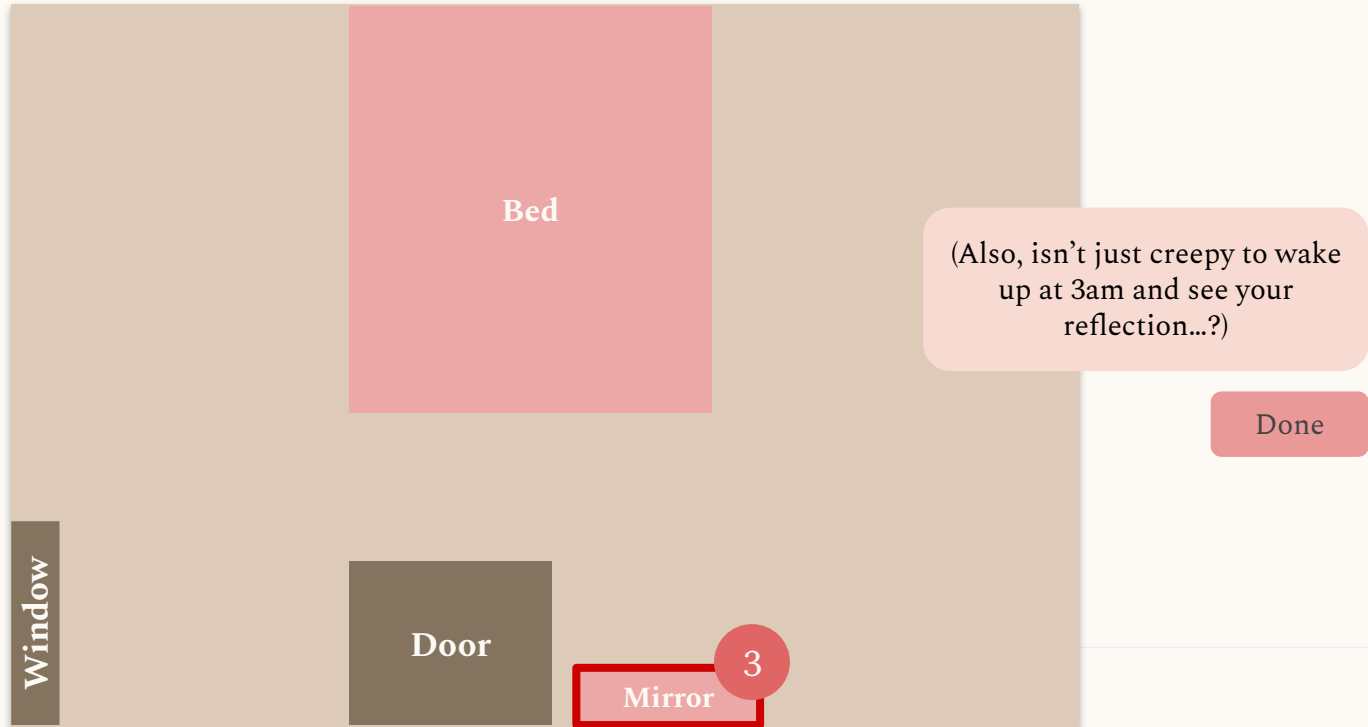 Bed
(Also, isn’t just creepy to wake
up at 3am and see your
reflection...?)
Done
Window
Door
3
Mirror